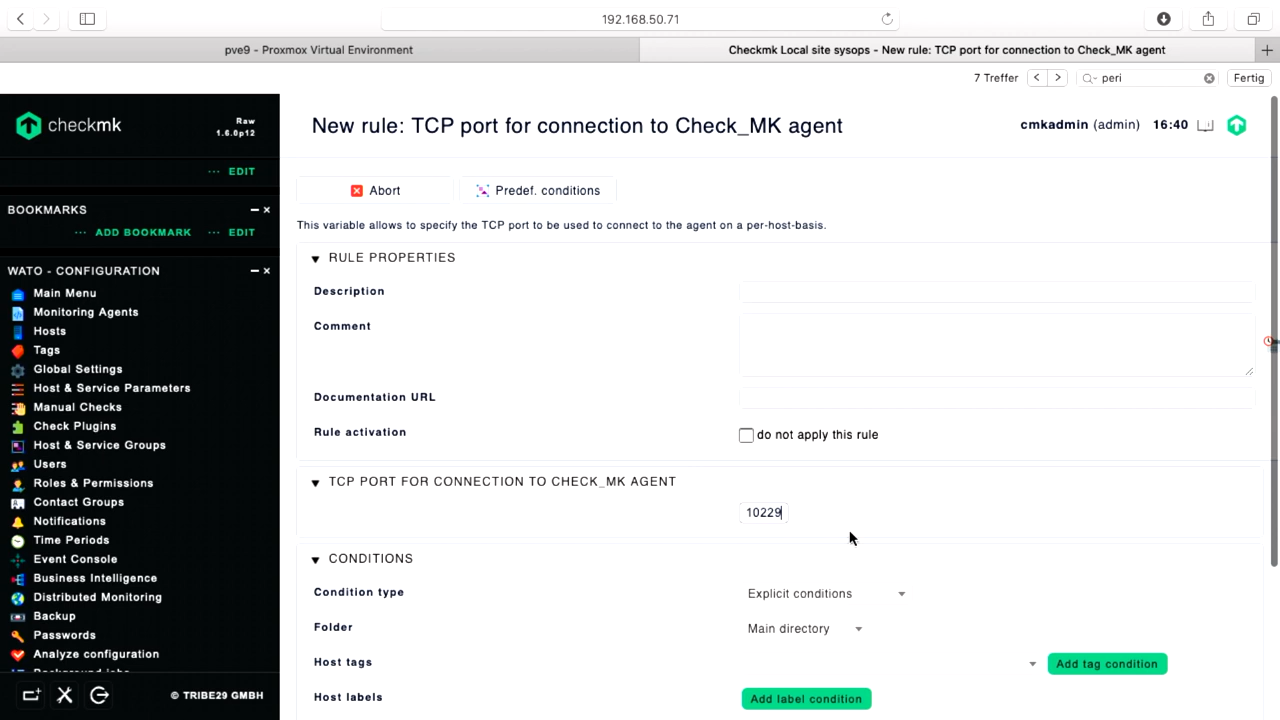 192.168.50.71
pve9 - Proxmox Virtual Environment
Checkmk Local site sysops - New rule: TCP port for connection to Check_MK agent
7 Treffer
peri
Fertig
checkmk
Raw
1.6.0p12
New rule: TCP port for connection to Check_MK agent
cmkadmin (admin) 16:40
EDIT
BOOKMARKS
ADD BOOKMARK
EDIT
WATO - CONFIGURATION
Main Menu
Monitoring Agents
Hosts
Tags
Global Settings
Host & Service Parameters
Manual Checks
Check Plugins
Host & Service Groups
Users
Roles & Permissions
Contact Groups
Notifications
Time Periods
Event Console
Business Intelligence
Distributed Monitoring
Backup
Passwords
Analyze configuration
© TRIBE29 GMBH
Abort
Predef. conditions
This variable allows to specify the TCP port to be used to connect to the agent on a per-host-basis.
RULE PROPERTIES
Description
Comment
Documentation URL
Rule activation
do not apply this rule
TCP PORT FOR CONNECTION TO CHECK_MK AGENT
10229
CONDITIONS
Condition type
Explicit conditions
Folder
Main directory
Host tags
Add tag condition
Host labels
Add label condition